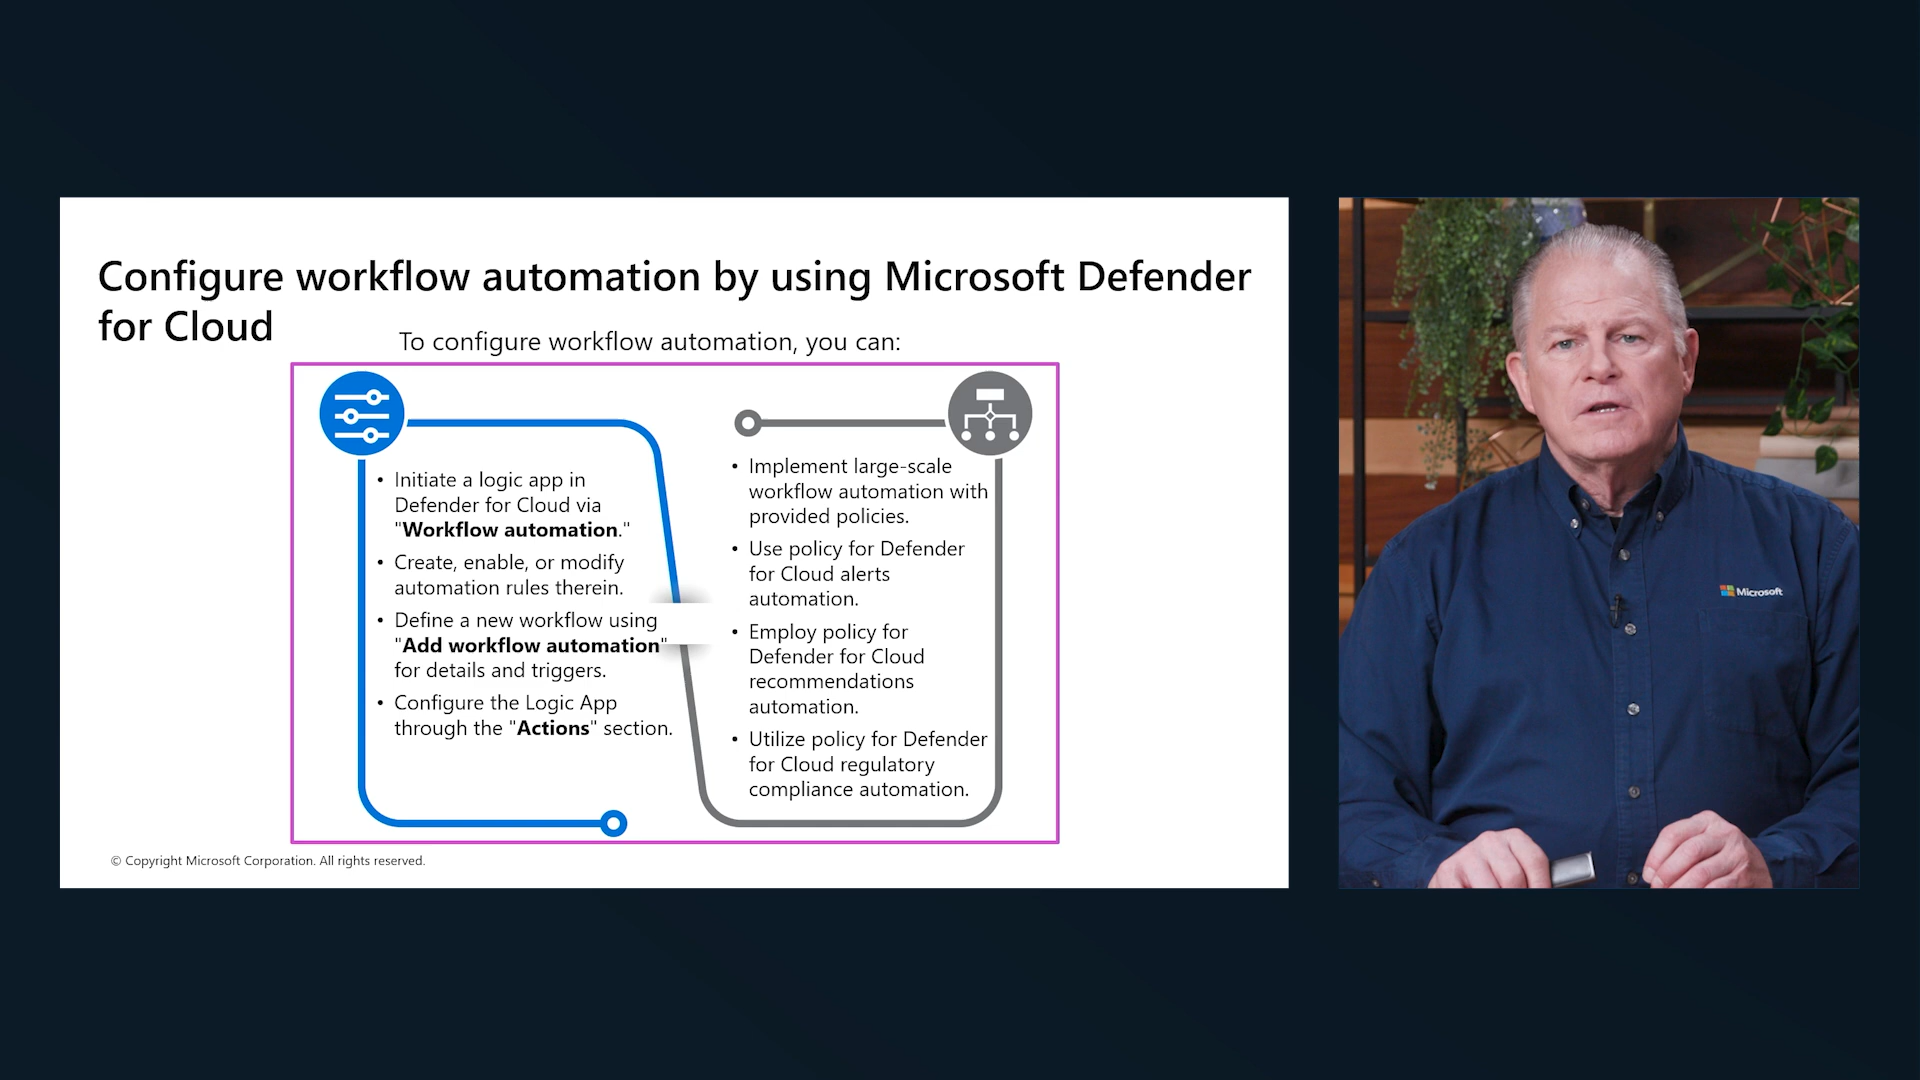 Configure workflow automation by using Microsoft Defender
for Cloud
To configure workflow automation, you can:
• Initiate a logic app in
Defender for Cloud via
"Workflow automation."
• Create, enable, or modify
automation rules therein.
• Define a new workflow using
"Add workflow automation"
for details and triggers.
• Configure the Logic App
through the "Actions" section.
• Implement large-scale
workflow automation with
provided policies.
• Use policy for Defender
for Cloud alerts
automation.
• Employ policy for
Defender for Cloud
recommendations
automation.
• Utilize policy for Defender
for Cloud regulatory
compliance automation.
© Copyright Microsoft Corporation. All rights reserved.
Microsoft